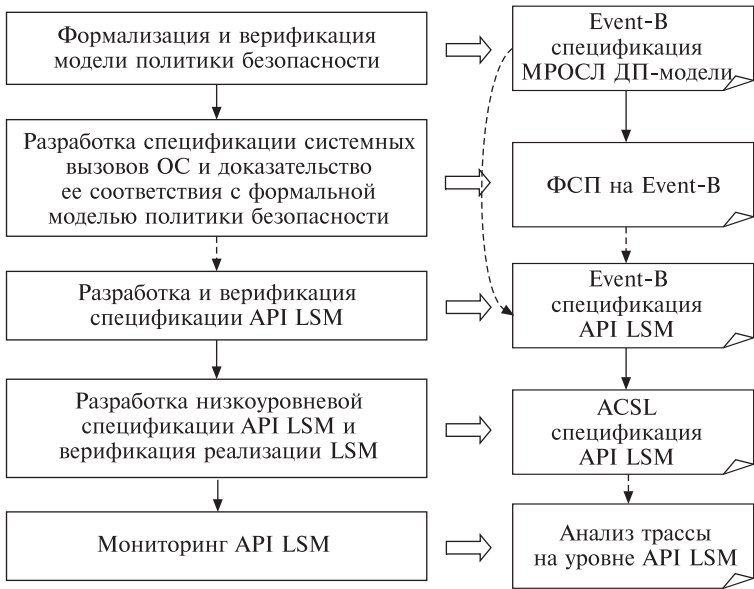 Формализация и верификация
модели политики безопасности
Event-B
спецификация
МРОСЛ ДП-модели
Разработка спецификации системных
вызовов ОС и доказательство
ее соответствия с формальной
моделью политики безопасности
ФСП на Event-B
Разработка и верификация
спецификации API LSM
Event-B
спецификация
API LSM
Разработка низкоуровневой
спецификации API LSM и
верификация реализации LSM
ACSL
спецификация
API LSM
Мониторинг API LSM
Анализ трассы
на уровне API LSM